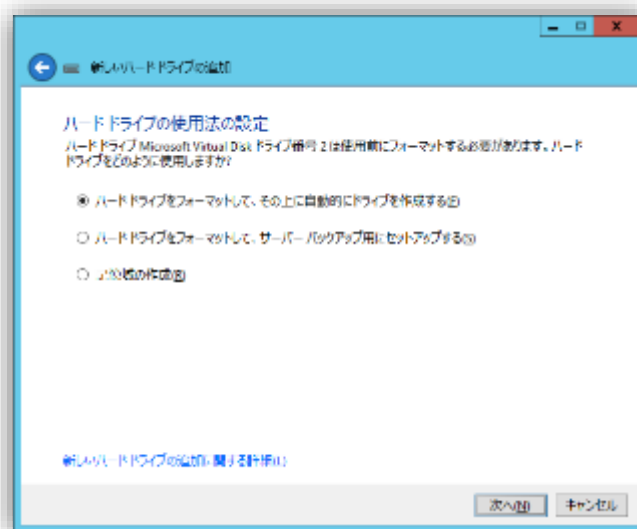 新しいハード ドライブの追加
ハード ドライブの使用法の設定
ハード ドライブ Microsoft Virtual Disk ドライブ番号 2 は使用前にフォーマットする必要があります。ハード
ドライブをどのように使用しますか?
ハード ドライブをフォーマットして、その上に自動的にドライブを作成する(F)
ハード ドライブをフォーマットして、サーバー バックアップ用にセットアップする(S)
の作成(R)
新しいハード ドライブの追加に関する詳細(L)
次へ(N)
キャンセル